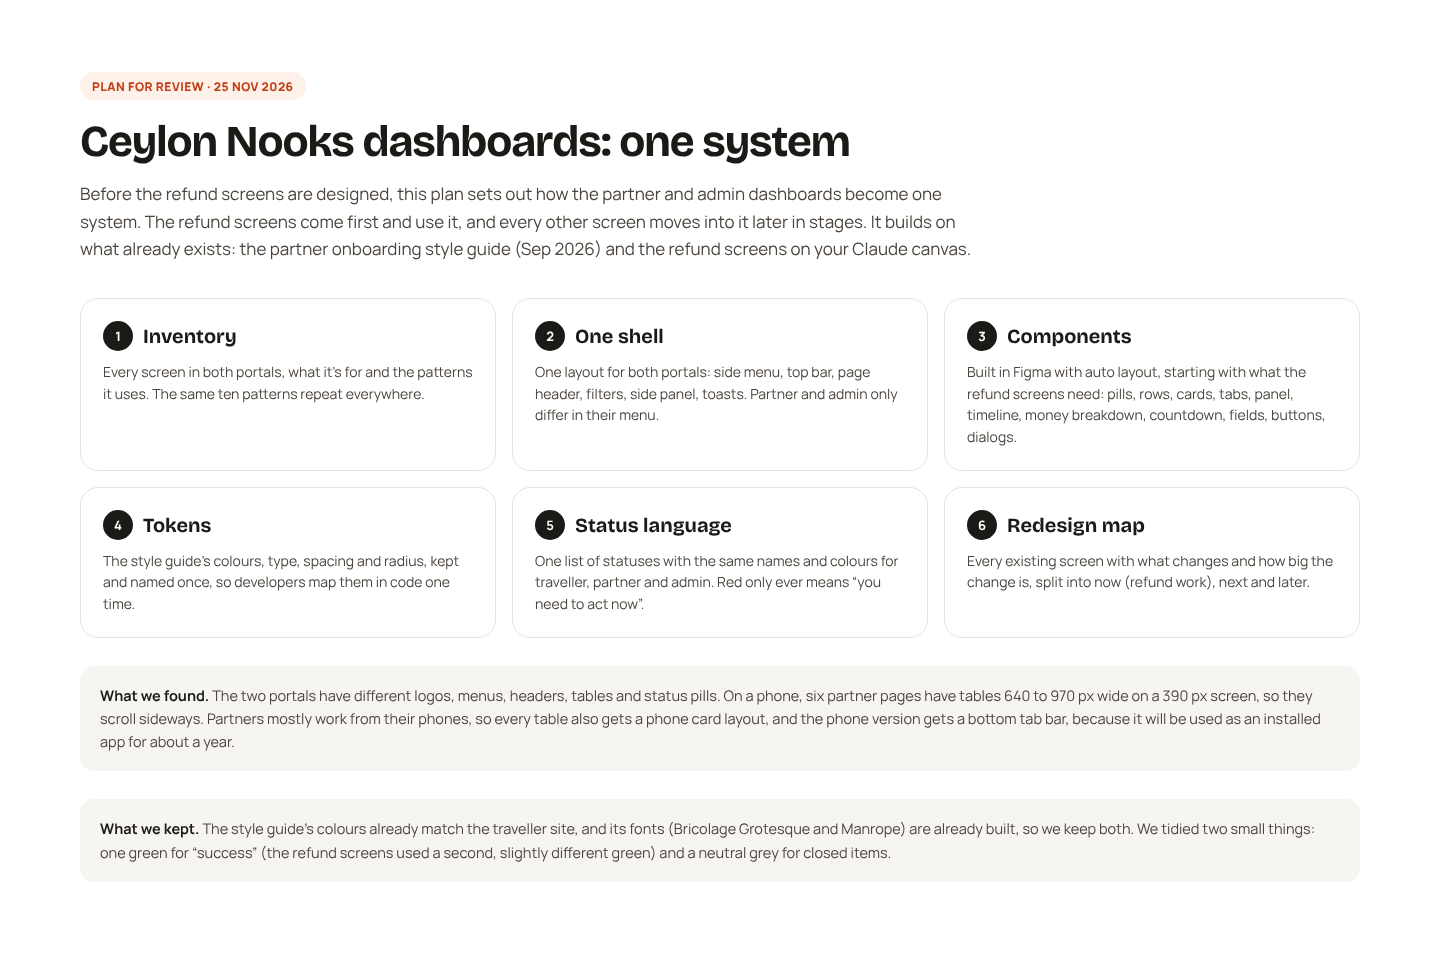 PLAN FOR REVIEW · 25 NOV 2026
Ceylon Nooks dashboards: one system
Before the refund screens are designed, this plan sets out how the partner and admin dashboards become one
system. The refund screens come first and use it, and every other screen moves into it later in stages. It builds on
what already exists: the partner onboarding style guide (Sep 2026) and the refund screens on your Claude canvas.
1 Inventory
Every screen in both portals, what it’s for and the patterns
it uses. The same ten patterns repeat everywhere.
2 One shell
One layout for both portals: side menu, top bar, page
header, filters, side panel, toasts. Partner and admin only
differ in their menu.
3 Components
Built in Figma with auto layout, starting with what the
refund screens need: pills, rows, cards, tabs, panel,
timeline, money breakdown, countdown, fields, buttons,
dialogs.
4 Tokens
The style guide’s colours, type, spacing and radius, kept
and named once, so developers map them in code one
time.
5 Status language
One list of statuses with the same names and colours for
traveller, partner and admin. Red only ever means “you
need to act now”.
6 Redesign map
Every existing screen with what changes and how big the
change is, split into now (refund work), next and later.
What we found. The two portals have different logos, menus, headers, tables and status pills. On a phone, six partner pages have tables 640 to 970 px wide on a 390 px screen, so they
scroll sideways. Partners mostly work from their phones, so every table also gets a phone card layout, and the phone version gets a bottom tab bar, because it will be used as an installed
app for about a year.
What we kept. The style guide’s colours already match the traveller site, and its fonts (Bricolage Grotesque and Manrope) are already built, so we keep both. We tidied two small things:
one green for “success” (the refund screens used a second, slightly different green) and a neutral grey for closed items.